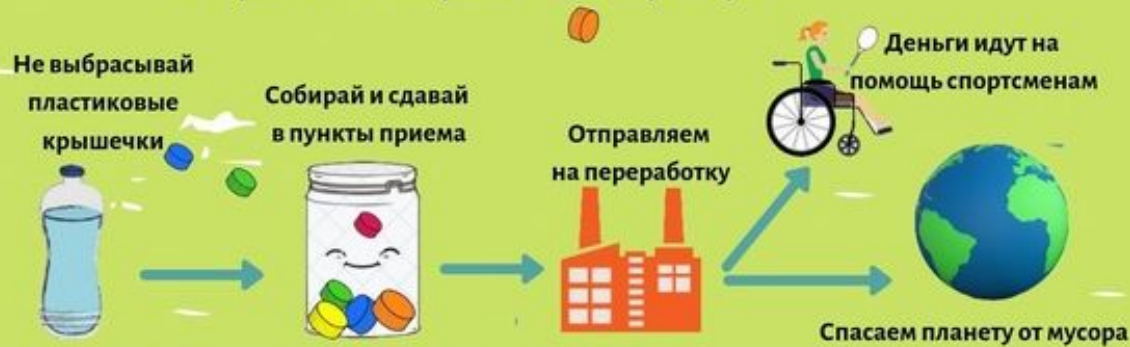 Не выбрасывай
пластиковые
крышечки
Собирай и сдавай
в пункты приема
Отправляем
на переработку
Деньги идут на
помощь спортсменам
Спасаем планету от мусора